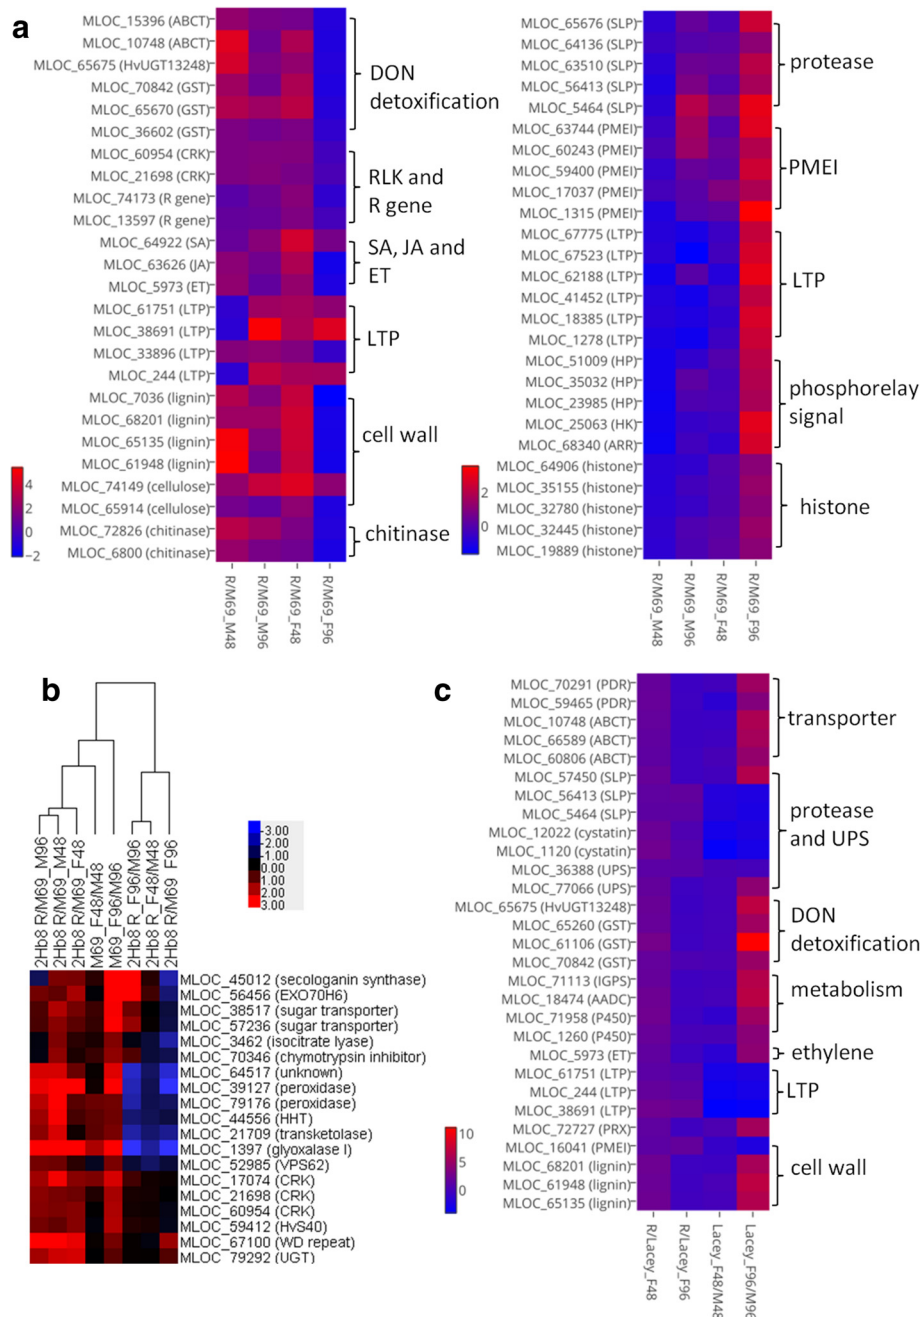 a
MLOC_15396 (ABCT)
MLOC_10748 (ABCT)
MLOC_65675 (HvUGT13248)
MLOC_70842 (GST)
MLOC_65670 (GST)
MLOC_36602 (GST)
MLOC_60954 (CRK)
MLOC_21698 (CRK)
MLOC_74173 (R gene)
MLOC_13597 (R gene)
MLOC_64922 (SA)
MLOC_63626 (JA)
MLOC_5973 (ET)
MLOC_61751 (LTP)
MLOC_38691 (LTP)
MLOC_33896 (LTP)
MLOC_244 (LTP)
MLOC_7036 (lignin)
MLOC_68201 (lignin)
MLOC_65135 (lignin)
MLOC_61948 (lignin)
MLOC_74149 (cellulose)
MLOC_65914 (cellulose)
MLOC_72826 (chitinase)
MLOC_6800 (chitinase)
DON
detoxification
RLK and
R gene
SA, JA and
ET
LTP
cell wall
chitinase
4
2
0
−2
R/M69_M48
R/M69_M96
R/M69_F48
R/M69_F96
MLOC_65676 (SLP)
MLOC_64136 (SLP)
MLOC_63510 (SLP)
MLOC_56413 (SLP)
MLOC_5464 (SLP)
MLOC_63744 (PMEI)
MLOC_60243 (PMEI)
MLOC_59400 (PMEI)
MLOC_17037 (PMEI)
MLOC_1315 (PMEI)
MLOC_67775 (LTP)
MLOC_67523 (LTP)
MLOC_62188 (LTP)
MLOC_41452 (LTP)
MLOC_18385 (LTP)
MLOC_1278 (LTP)
MLOC_51009 (HP)
MLOC_35032 (HP)
MLOC_23985 (HP)
MLOC_25063 (HK)
MLOC_68340 (ARR)
MLOC_64906 (histone)
MLOC_35155 (histone)
MLOC_32780 (histone)
MLOC_32445 (histone)
MLOC_19889 (histone)
protease
PMEI
LTP
phosphorelay
signal
histone
2
0
R/M69_M48
R/M69_M96
R/M69_F48
R/M69_F96
b
2Hb8 R/M69_M96
2Hb8 R/M69_M48
2Hb8 R/M69_F48
M69_F48/M48
M69_F96/M96
2Hb8 R_F96/M96
2Hb8 R_F48/M48
2Hb8 R/M69_F96
-3.00
-2.00
-1.00
0.00
1.00
2.00
3.00
MLOC_45012 (secologanin synthase)
MLOC_56456 (EXO70H6)
MLOC_38517 (sugar transporter)
MLOC_57236 (sugar transporter)
MLOC_3462 (isocitrate lyase)
MLOC_70346 (chymotrypsin inhibitor)
MLOC_64517 (unknown)
MLOC_39127 (peroxidase)
MLOC_79176 (peroxidase)
MLOC_44556 (HHT)
MLOC_21709 (transketolase)
MLOC_1397 (glyoxalase I)
MLOC_52985 (VPS62)
MLOC_17074 (CRK)
MLOC_21698 (CRK)
MLOC_60954 (CRK)
MLOC_59412 (HvS40)
MLOC_67100 (WD repeat)
MLOC_79292 (UGT)
c
MLOC_70291 (PDR)
MLOC_59465 (PDR)
MLOC_10748 (ABCT)
MLOC_66589 (ABCT)
MLOC_60806 (ABCT)
MLOC_57450 (SLP)
MLOC_56413 (SLP)
MLOC_5464 (SLP)
MLOC_12022 (cystatin)
MLOC_1120 (cystatin)
MLOC_36388 (UPS)
MLOC_77066 (UPS)
MLOC_65675 (HvUGT13248)
MLOC_65260 (GST)
MLOC_61106 (GST)
MLOC_70842 (GST)
MLOC_71113 (IGPS)
MLOC_18474 (AADC)
MLOC_71958 (P450)
MLOC_1260 (P450)
MLOC_5973 (ET)
MLOC_61751 (LTP)
MLOC_244 (LTP)
MLOC_38691 (LTP)
MLOC_72727 (PRX)
MLOC_16041 (PMEI)
MLOC_68201 (lignin)
MLOC_61948 (lignin)
MLOC_65135 (lignin)
transporter
protease
and UPS
DON
detoxification
metabolism
ethylene
LTP
cell wall
10
5
0
R/Lacey_F48
R/Lacey_F96
Lacey_F48/M48
Lacey_F96/M96